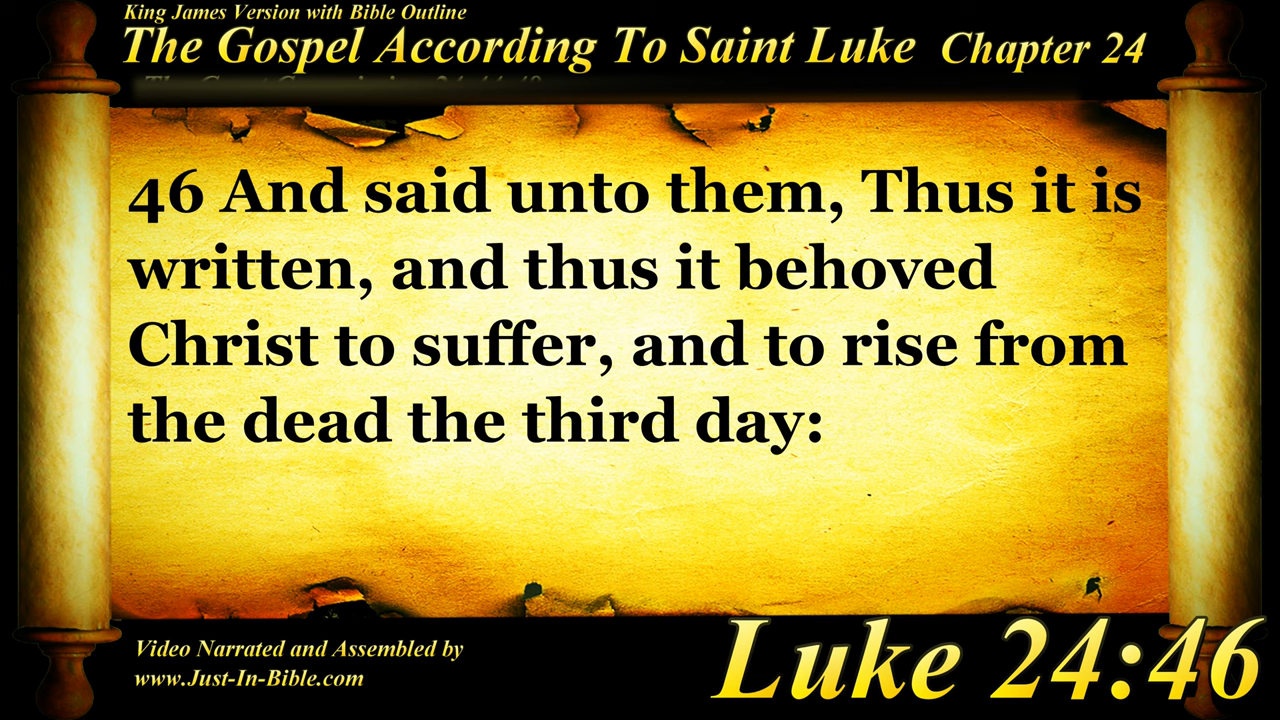 King James Version with Bible Outline
The Gospel According To Saint Luke Chapter 24
46 And said unto them, Thus it is
written, and thus it behoved
Christ to suffer, and to rise from
the dead the third day:
Video Narrated and Assembled by
www.Just-In-Bible.com
Luke 24:46